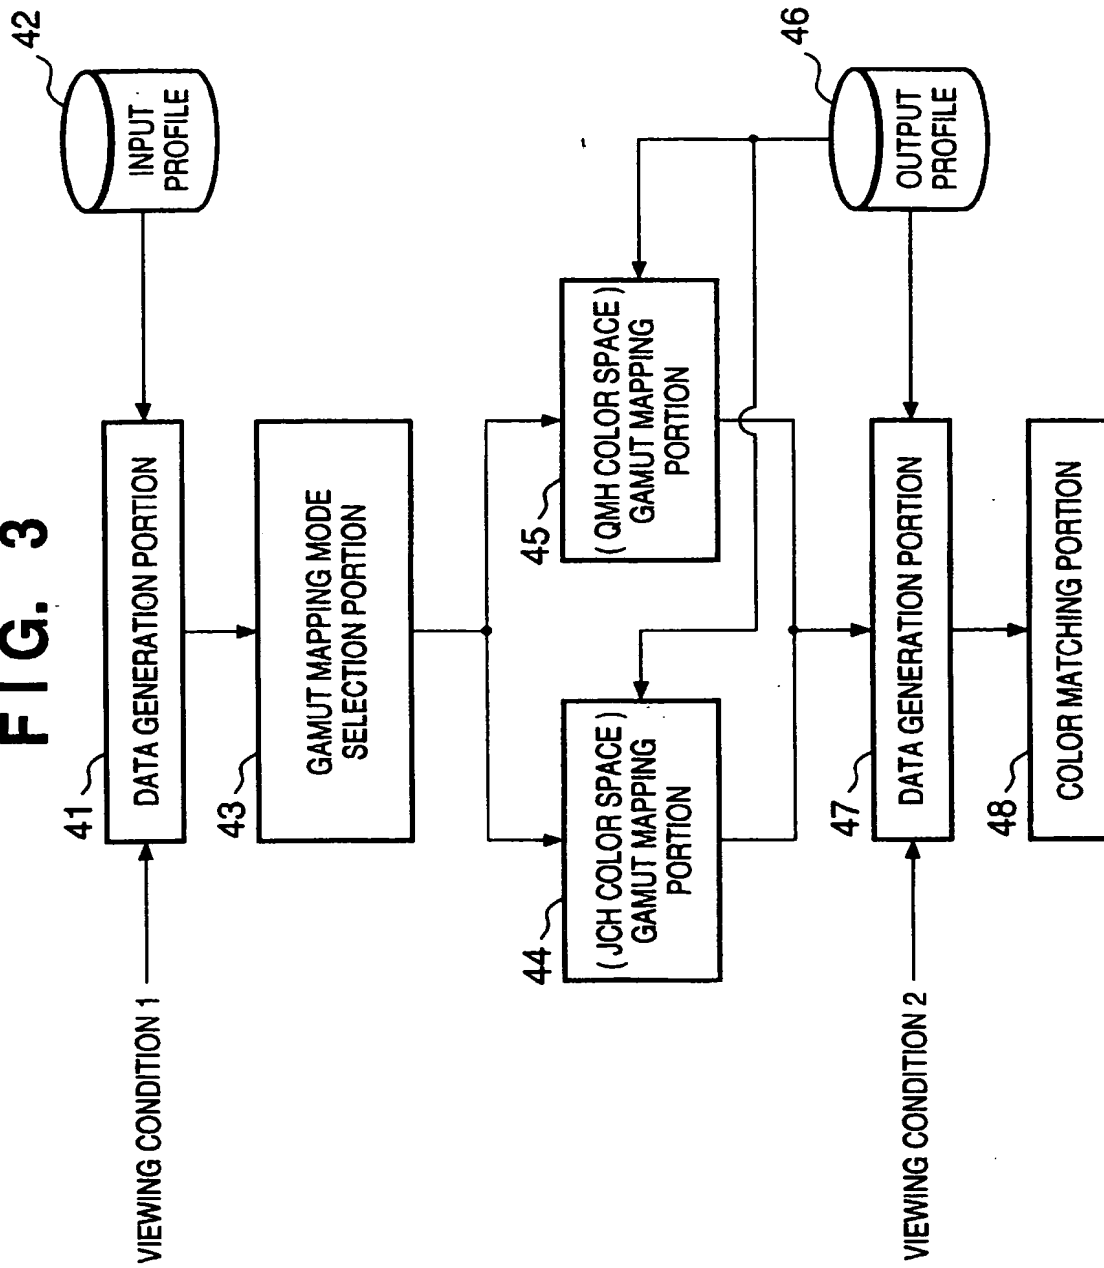 FIG. 3
42
INPUT
PROFILE
41
DATA GENERATION PORTION
VIEWING CONDITION 1
43
GAMUT MAPPING MODE
SELECTION PORTION
44
(JCH COLOR SPACE)
GAMUT MAPPING
PORTION
45
(QMH COLOR SPACE)
GAMUT MAPPING
PORTION
46
OUTPUT
PROFILE
47
DATA GENERATION PORTION
VIEWING CONDITION 2
48
COLOR MATCHING PORTION